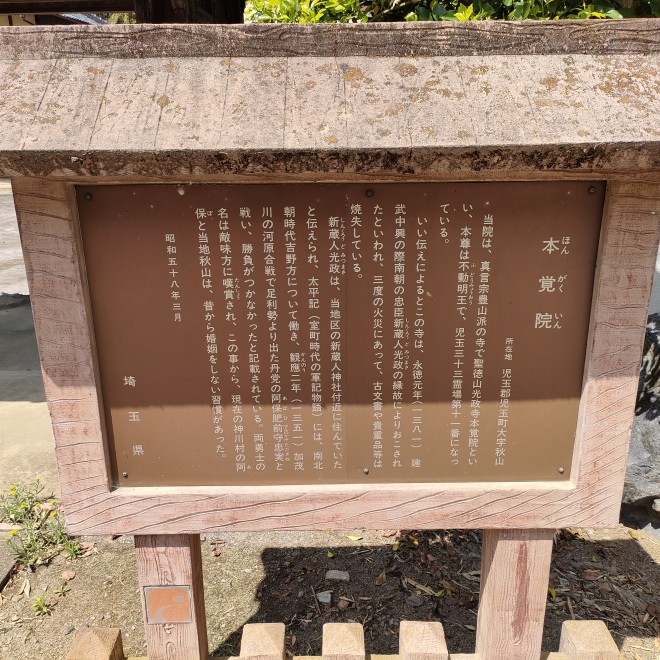 本覚院
ほん がく いん
所在地 児玉郡児玉町大字秋山
当院は、真言宗豊山派の寺で聖徳山光政寺本覚院とい
い、本尊は不動明王で、児玉三十三霊場第十一番になっ
ている。
いい伝えによるとこの寺は、永徳元年(一三八一)建
武中興の際南朝の忠臣新蔵人光政の縁故によりおこされ
たといわれ、三度の火災にあって、古文書や貴重品等は
焼失している。
新蔵人光政は、当地区の新蔵人神社付近に住んでいた
と伝えられ、太平記(室町時代の軍記物語)には、南北
朝時代吉野方について働き、観應二年(一三五一)加茂
川の河原合戦で足利勢より出た丹党の阿保肥前守忠実と
戦い、勝負がつかなかったと記載されている。両勇士の
名は敵味方に嘆賞され、この事から、現在の神川村の阿
保と当地秋山は、昔から婚姻をしない習慣があった。
昭和五十八年三月
埼玉県